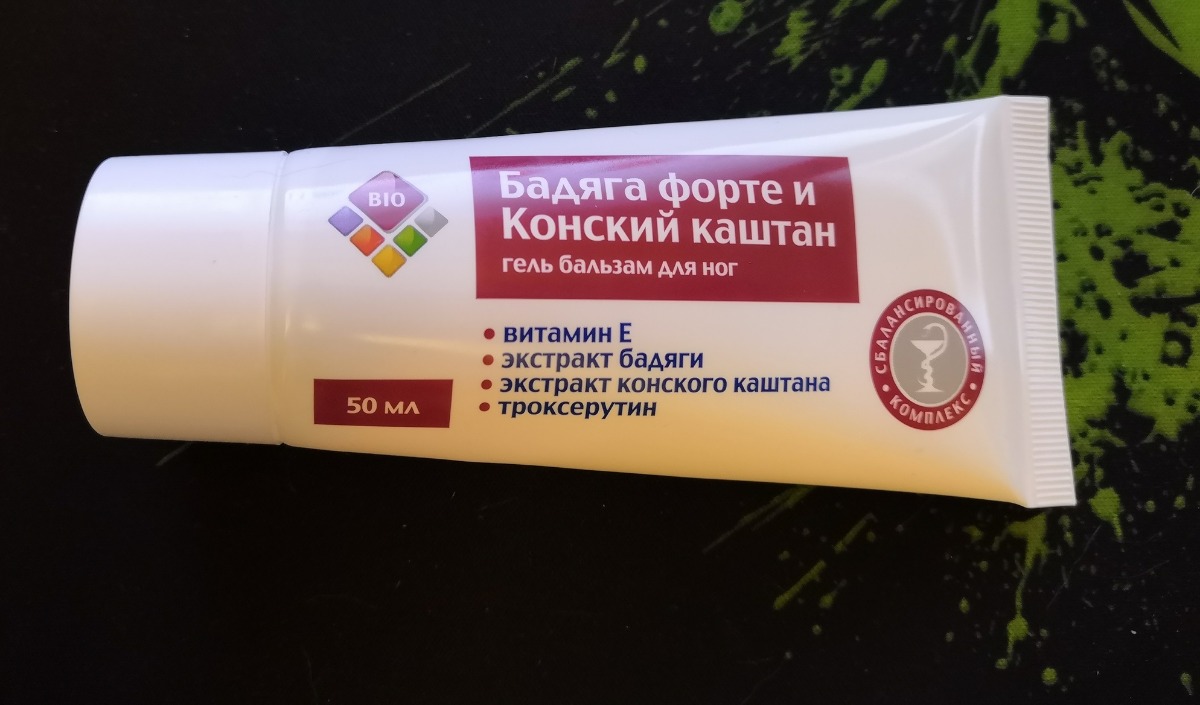 BIO
Бадяга форте и
Конский каштан
гель бальзам для ног
• витамин Е
• экстракт бадяги
• экстракт конского каштана
• троксерутин
50 мл
СБАЛАНСИРОВАННЫЙ
• КОМПЛЕКС •